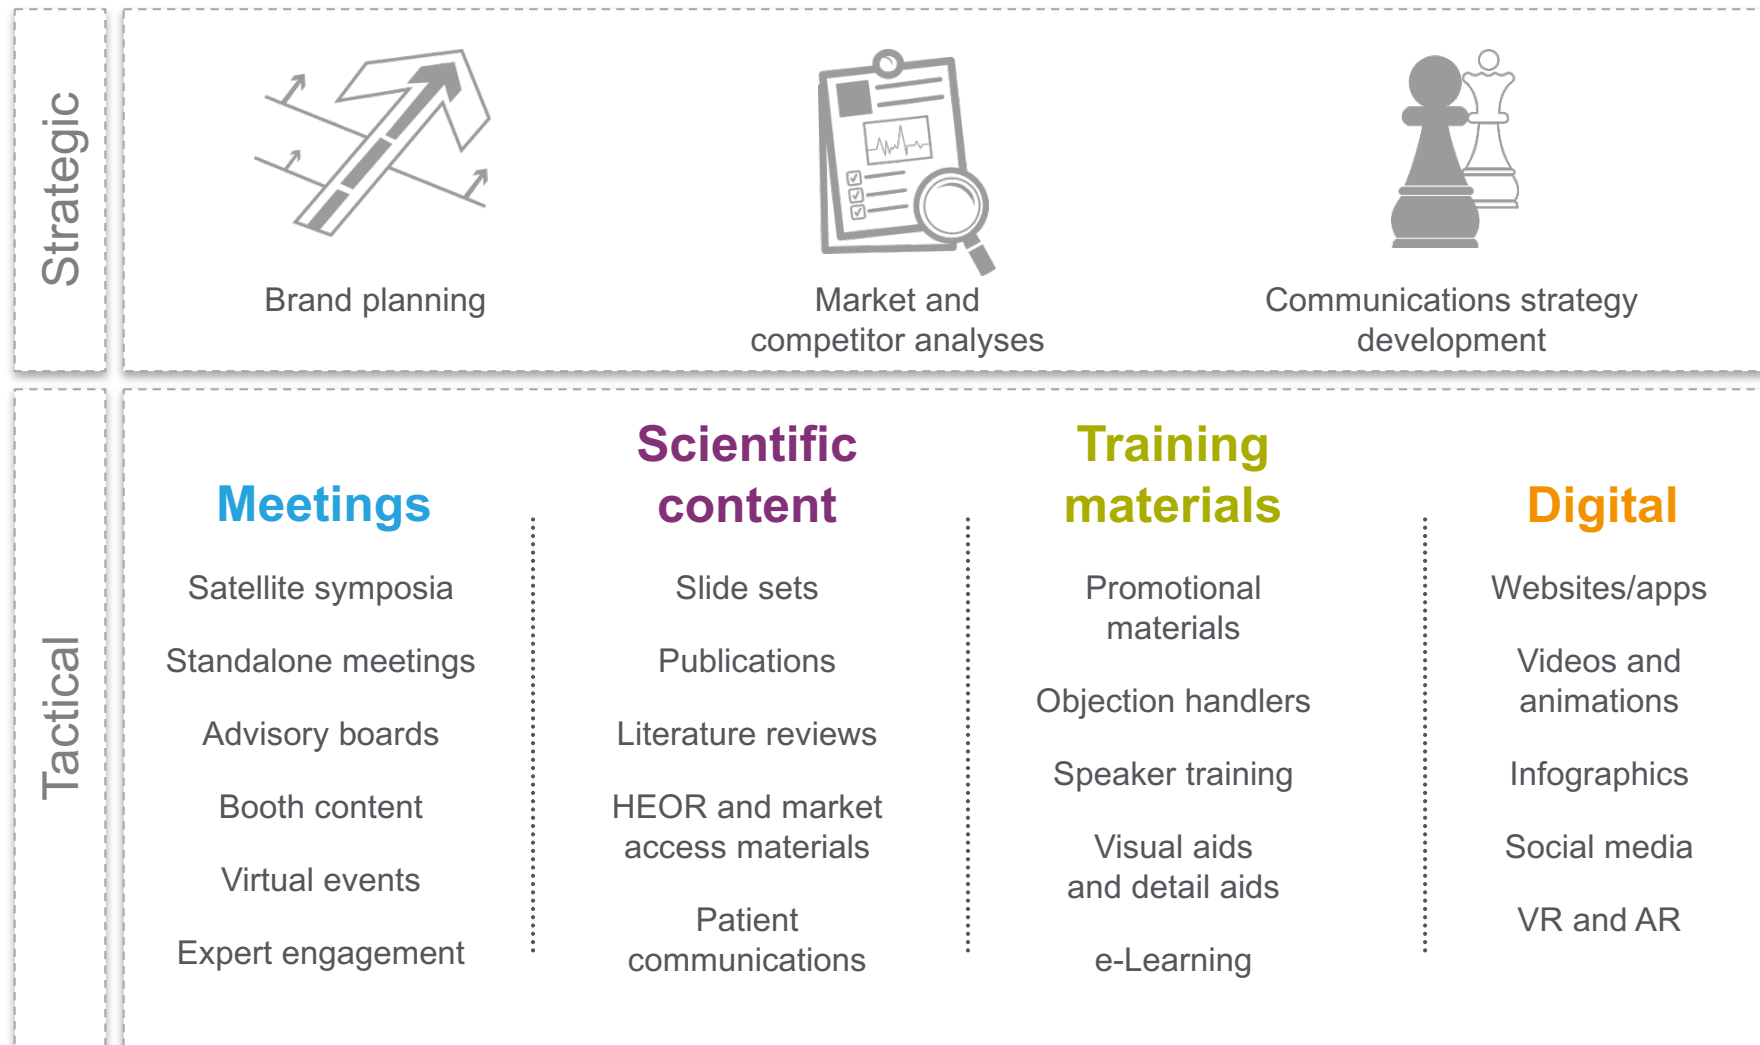 Strategic
Brand planning
Market and
competitor analyses
Communications strategy
development
Tactical
Meetings
Satellite symposia
Standalone meetings
Advisory boards
Booth content
Virtual events
Expert engagement
Scientific
content
Slide sets
Publications
Literature reviews
HEOR and market
access materials
Patient
communications
Training
materials
Promotional
materials
Objection handlers
Speaker training
Visual aids
and detail aids
e-Learning
Digital
Websites/apps
Videos and
animations
Infographics
Social media
VR and AR